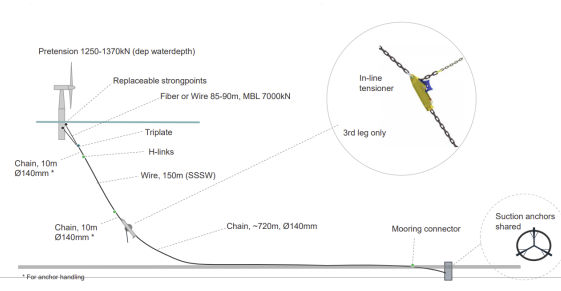 Pretension 1250-1370kN (dep waterdepth)
Replaceable strongpoints
Fiber or Wire 85-90m, MBL 7000kN
Triplate
H-links
Chain, 10m
Ø140mm *
Wire, 150m (SSSW)
Chain, 10m
Ø140mm *
Chain, ~720m, Ø140mm
In-line
tensioner
3rd leg only
Mooring connector
Suction anchors
shared
* For anchor handling